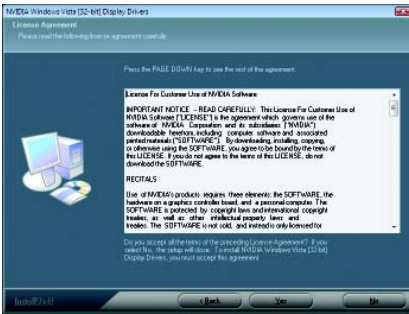 NVIDIA Windows Vista [32-bit] Display Drivers
License Agreement
Please read the following license agreement carefully.
Press the PAGE DOWN key to see the rest of the agreement.
License For Customer Use of NVIDIA Software
IMPORTANT NOTICE -- READ CAREFULLY: This License For Customer Use of
NVIDIA Software ("LICENSE") is the agreement which governs use of the
software of NVIDIA Corporation and its subsidiaries ("NVIDIA")
downloadable herefrom, including computer software and associated
printed materials ("SOFTWARE"). By downloading, installing, copying,
or otherwise using the SOFTWARE, you agree to be bound by the terms of
this LICENSE. If you do not agree to the terms of this LICENSE, do not
download the SOFTWARE.
RECITALS
Use of NVIDIA's products requires three elements: the SOFTWARE, the
hardware on a graphics controller board, and a personal computer. The
SOFTWARE is protected by copyright laws and international copyright
treaties, as well as other intellectual property laws and
treaties. The SOFTWARE is not sold, and instead is only licensed for
Do you accept all the terms of the preceding License Agreement? If you
select No, the setup will close. To install NVIDIA Windows Vista [32-bit]
Display Drivers, you must accept this agreement.
InstallShield
< Back
Yes
No